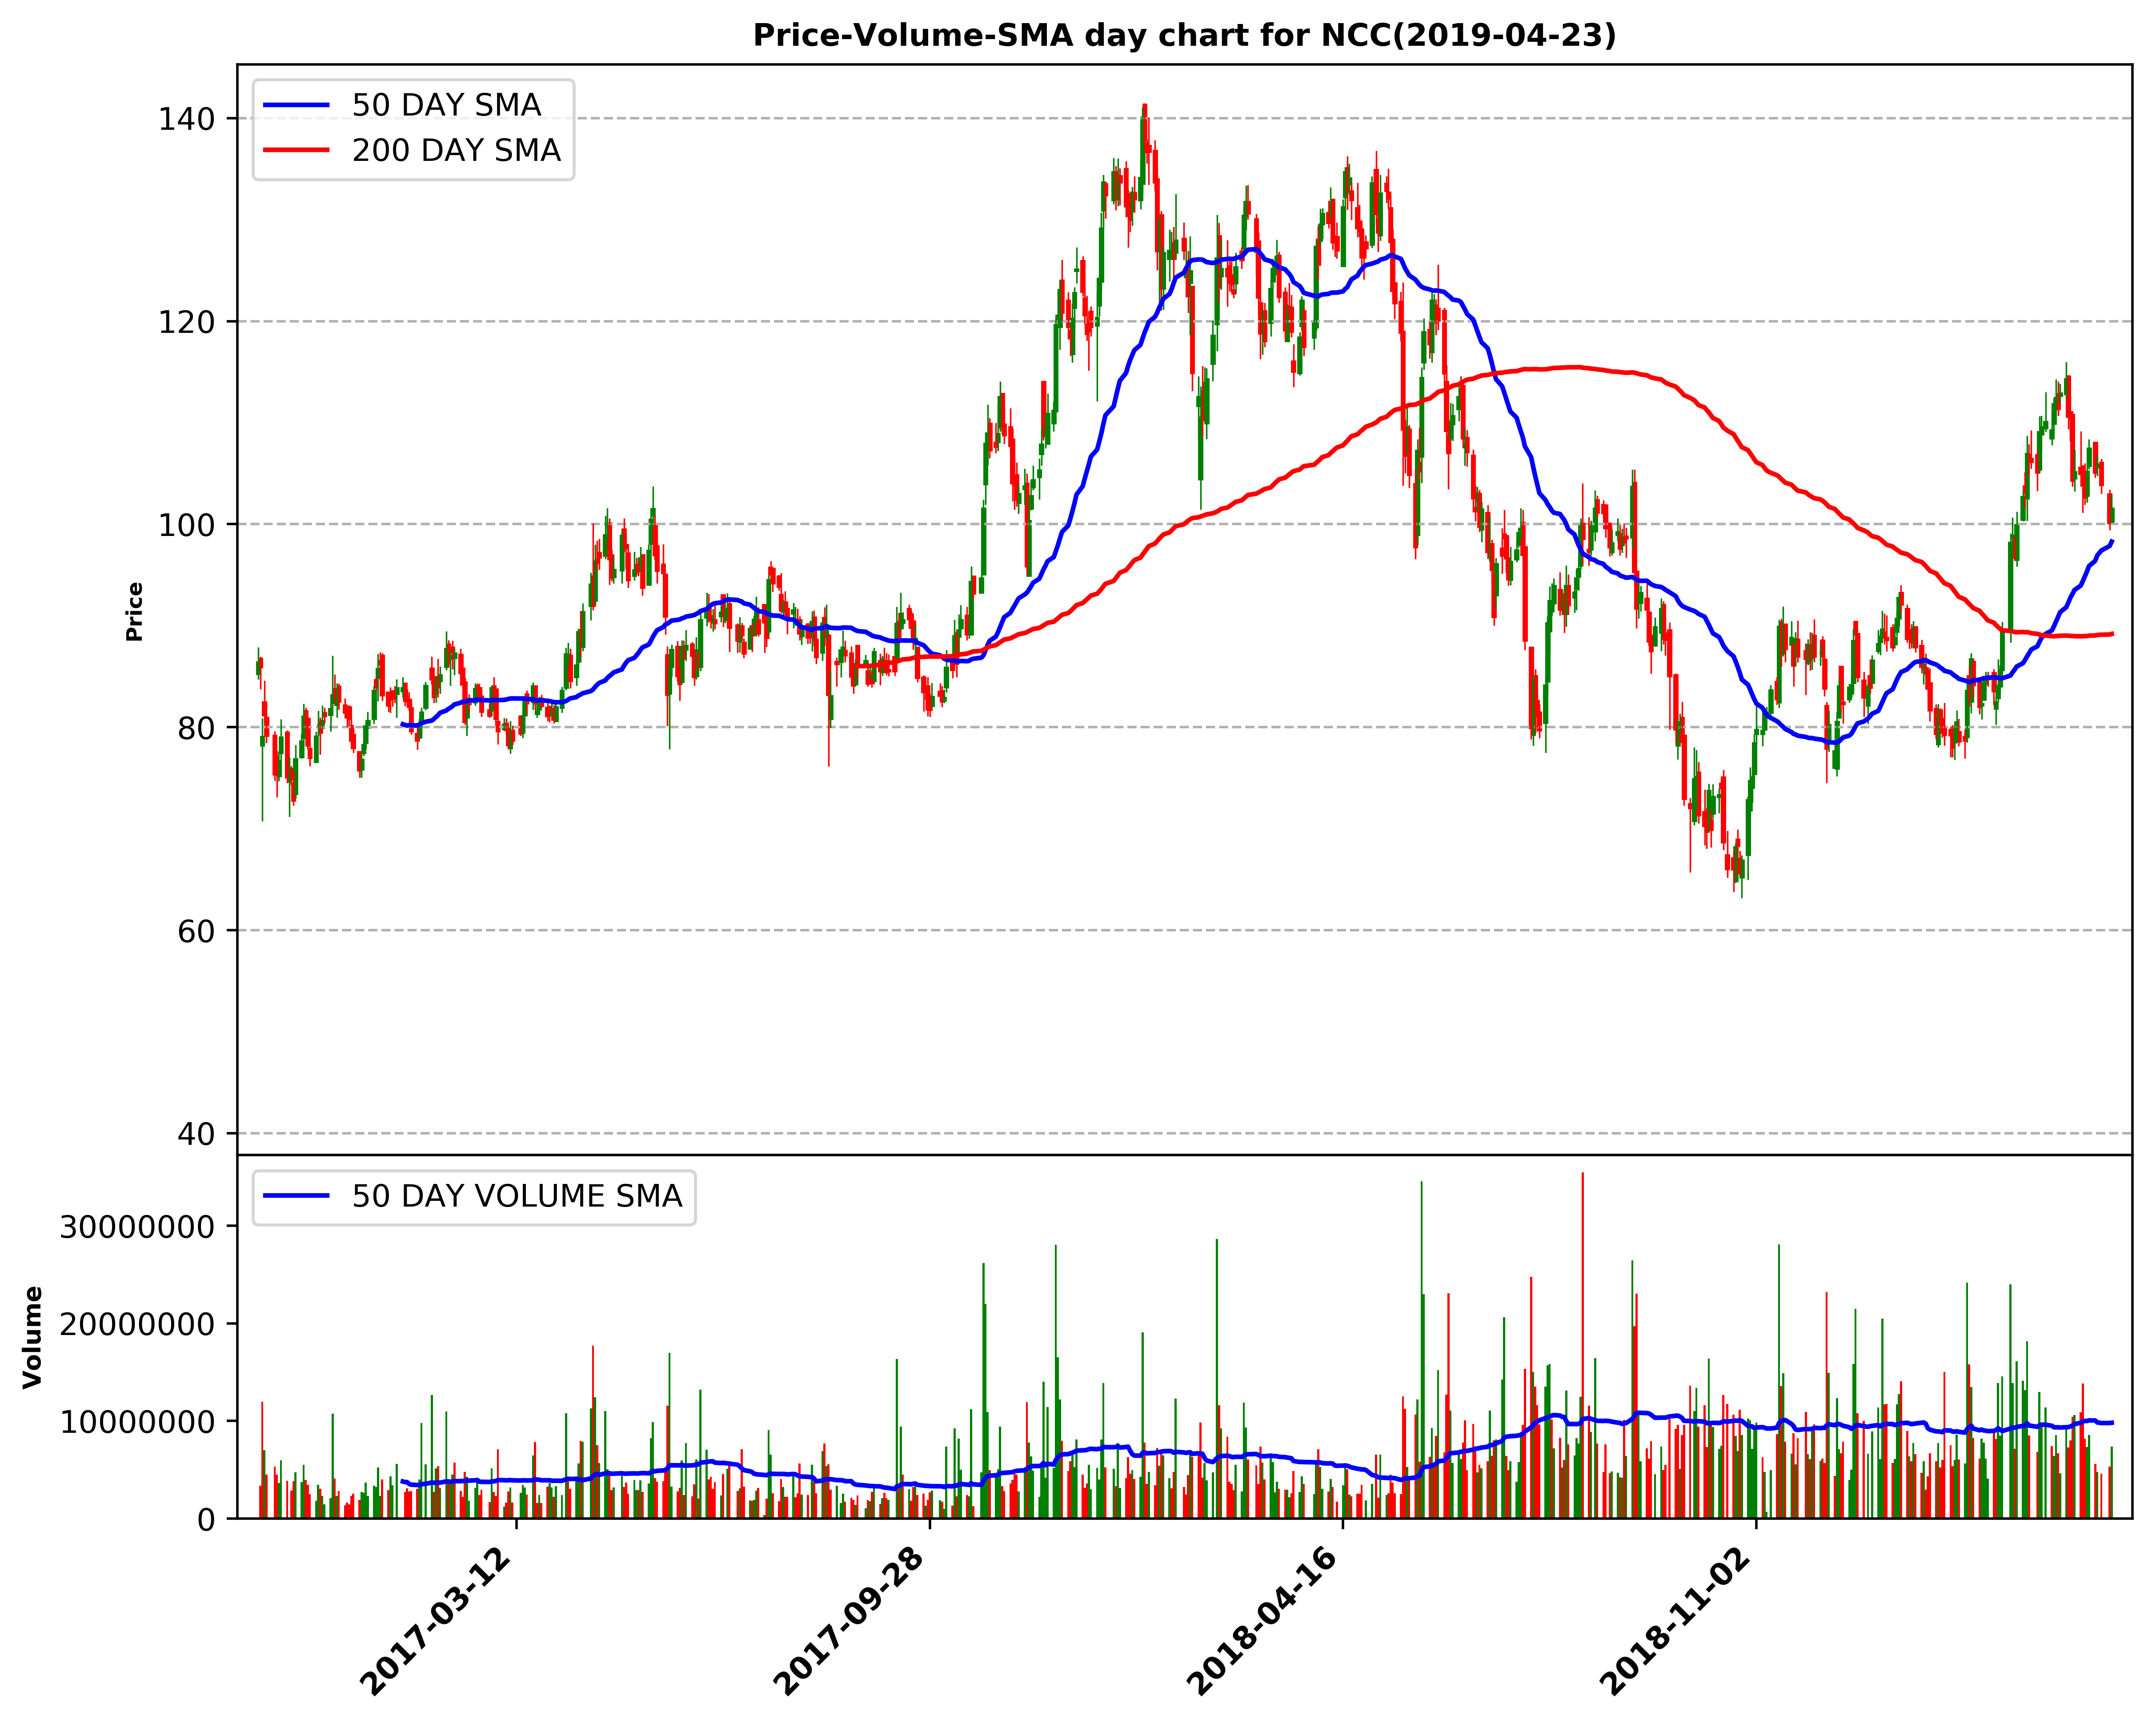 Price-Volume-SMA day chart for NCC(2019-04-23)
50 DAY SMA
200 DAY SMA
140
120
100
80
60
40
Price
50 DAY VOLUME SMA
30000000
20000000
10000000
0
Volume
2017-03-12
2017-09-28
2018-04-16
2018-11-02